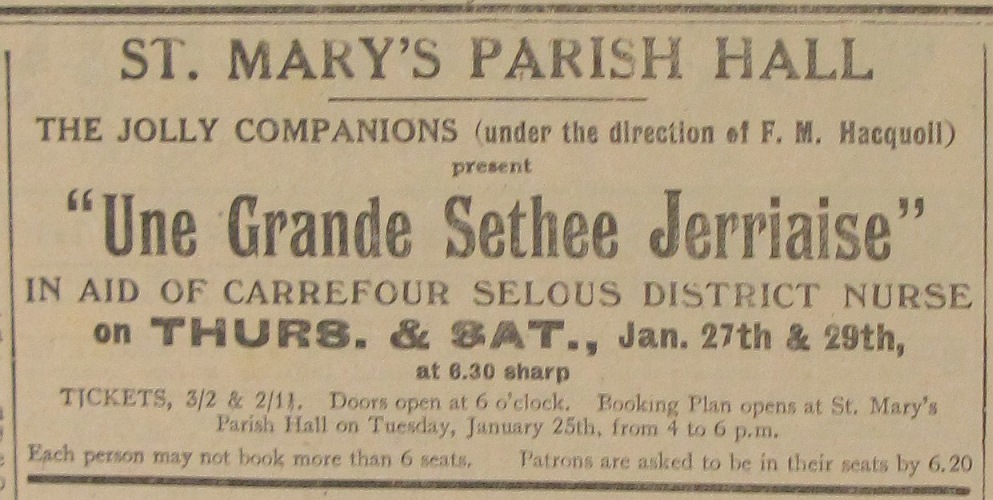 ST. MARY'S PARISH HALL
THE JOLLY COMPANIONS (under the direction of F. M. Hacquoil)
present
"Une Grande Sethee Jerriaise"
IN AID OF CARREFOUR SELOUS DISTRICT NURSE
on THURS. & SAT., Jan. 27th & 29th,
at 6.30 sharp
TICKETS, 3/2 & 2/1½. Doors open at 6 o'clock. Booking Plan opens at St. Mary's
Parish Hall on Tuesday, January 25th, from 4 to 6 p.m.
Each person may not book more than 6 seats. Patrons are asked to be in their seats by 6.20